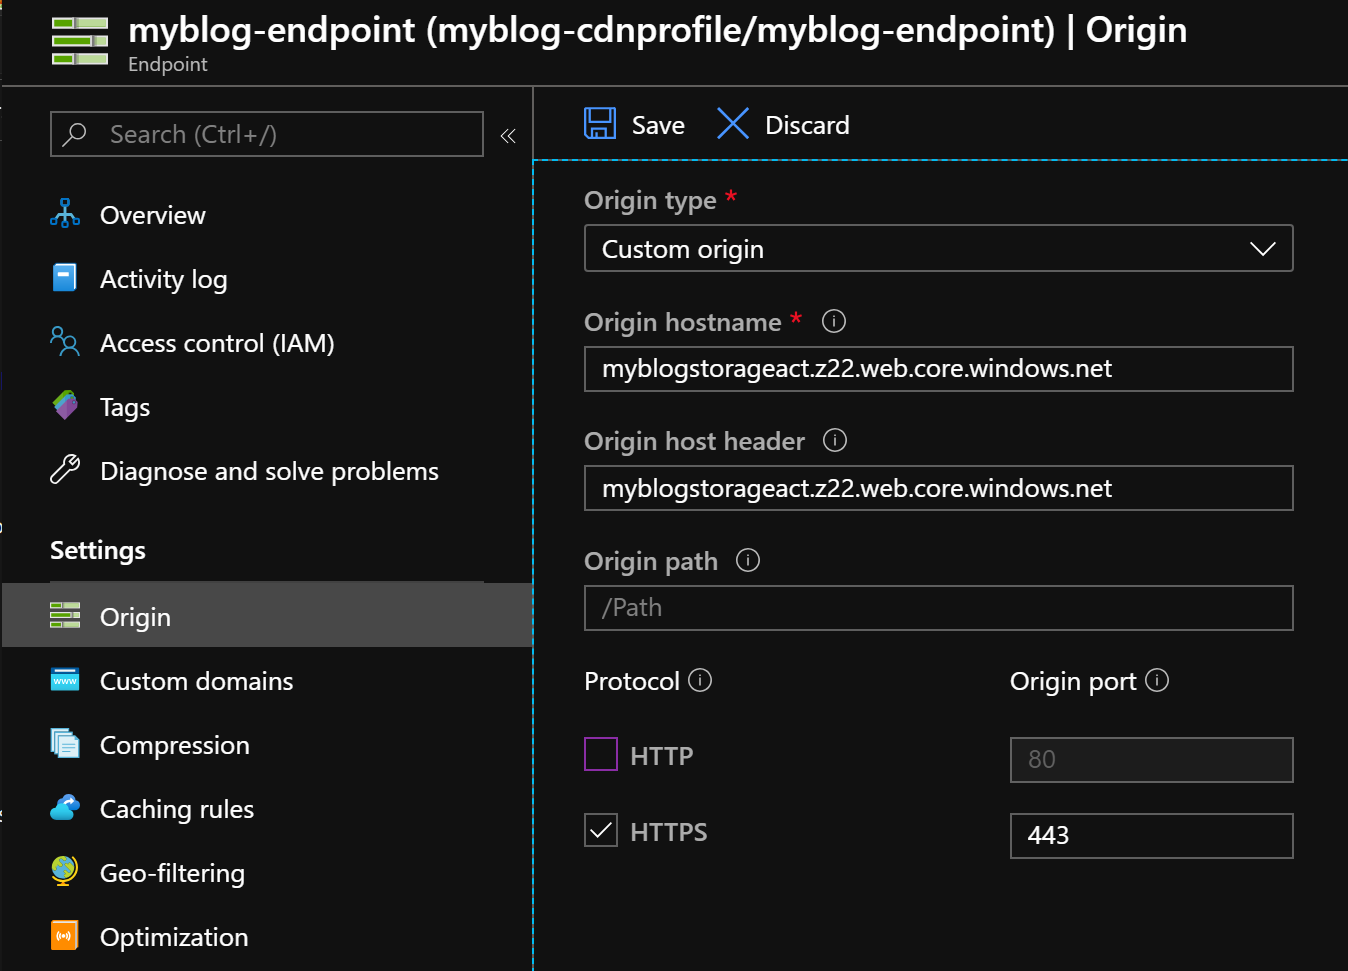 myblog-endpoint (myblog-cdnprofile/myblog-endpoint) | Origin
Endpoint
Search (Ctrl+/)
«
Overview
Activity log
Access control (IAM)
Tags
Diagnose and solve problems
Settings
Origin
Custom domains
Compression
Caching rules
Geo-filtering
Optimization
Save Discard
Origin type *
Custom origin
Origin hostname *
myblogstorageact.z22.web.core.windows.net
Origin host header
myblogstorageact.z22.web.core.windows.net
Origin path
/Path
Protocol Origin port
HTTP 80
HTTPS 443